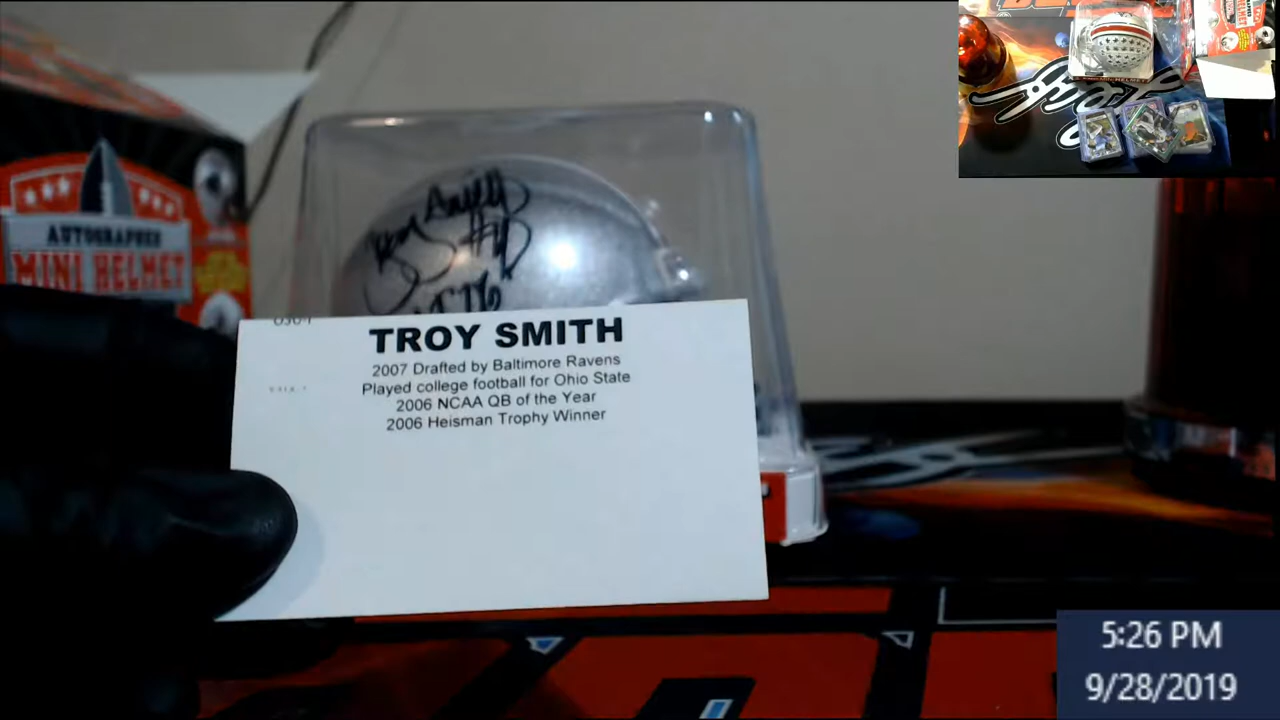 AUTOGRAPHED
MINI HELMET
TROY SMITH
2007 Drafted by Baltimore Ravens
Played college football for Ohio State
2006 NCAA QB of the Year
2006 Heisman Trophy Winner
5:26 PM
9/28/2019